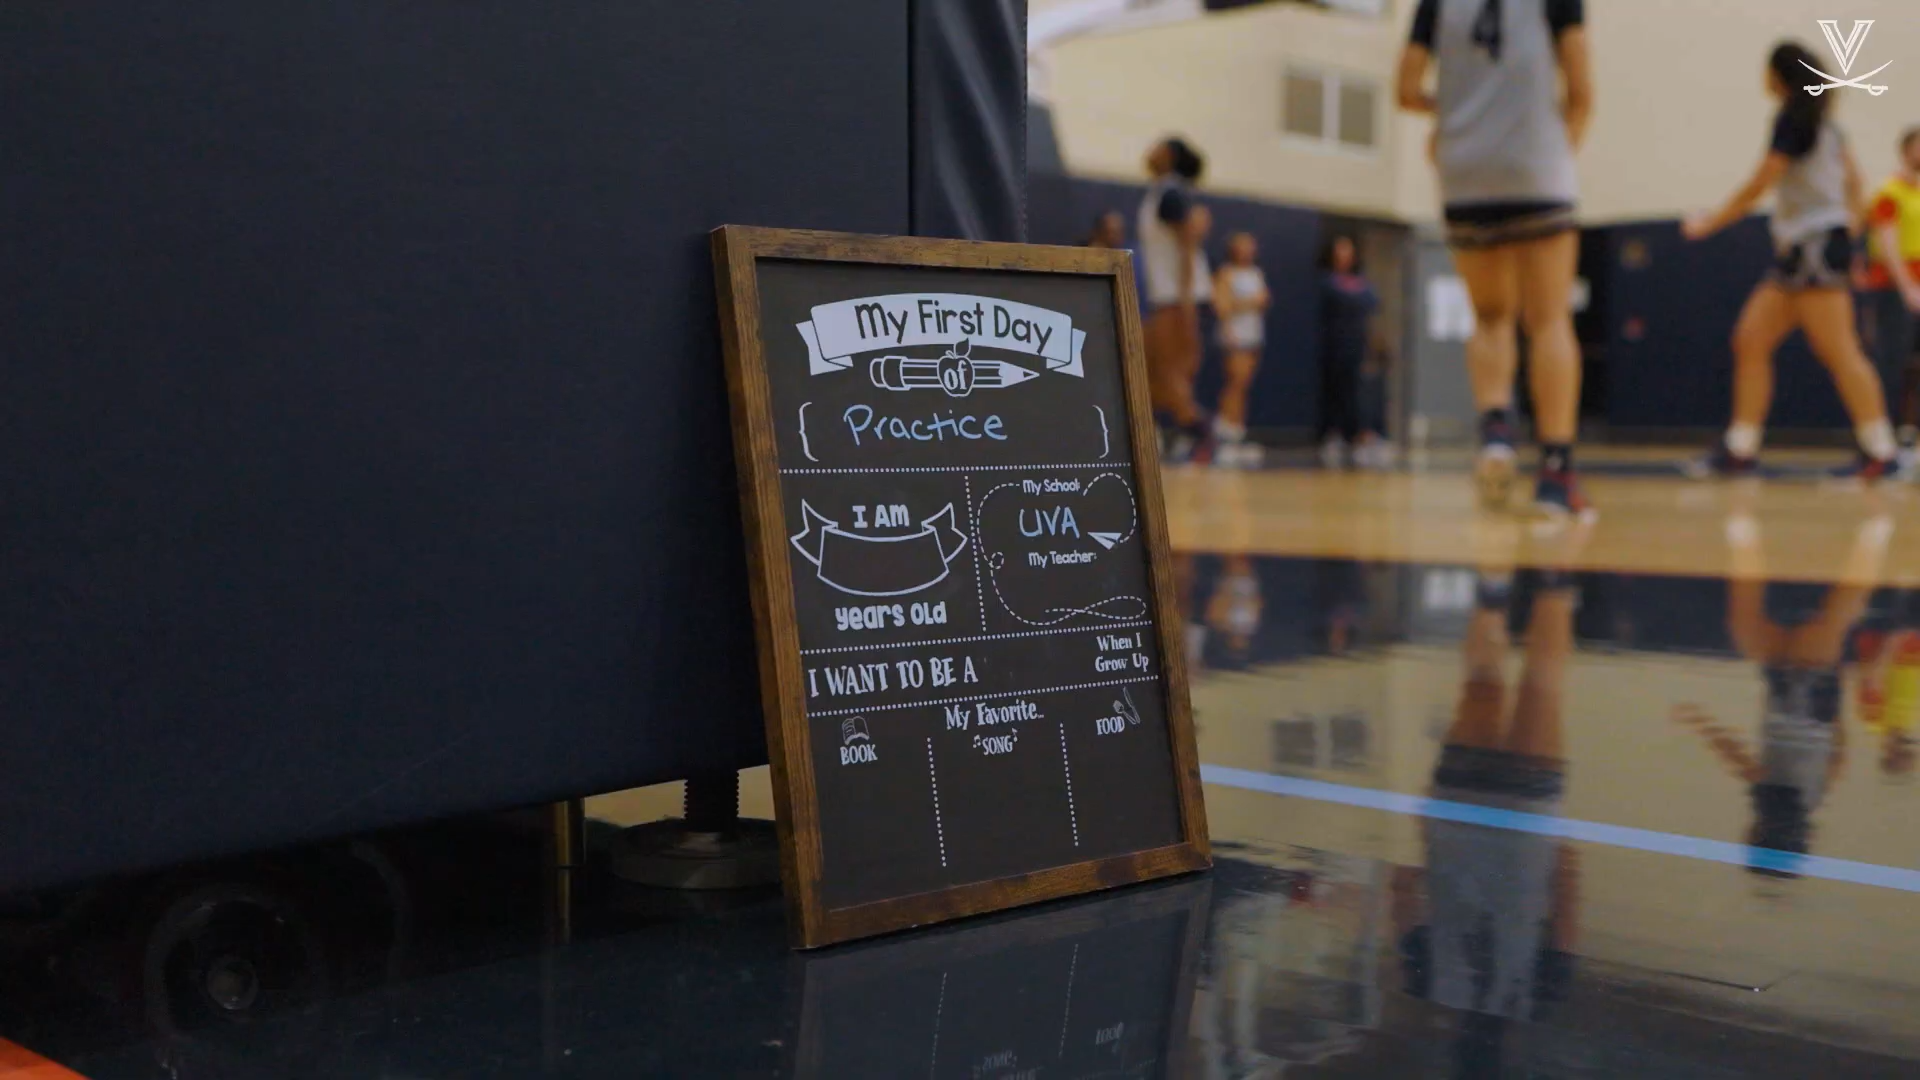 My First Day
of
Practice
I AM
years old
My School:
UVA
My Teacher:
I WANT TO BE A
When I
Grow Up
My Favorite...
BOOK
SONG
FOOD